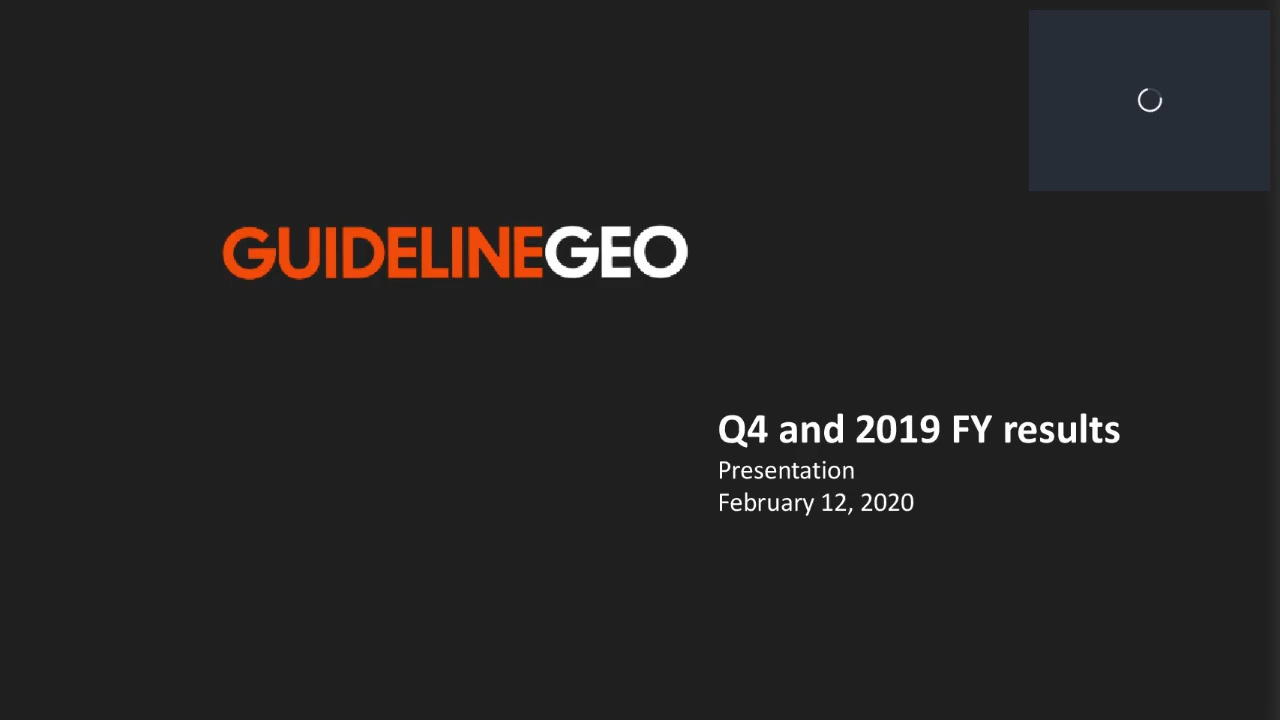 GUIDELINEGEO
Q4 and 2019 FY results
Presentation
February 12, 2020